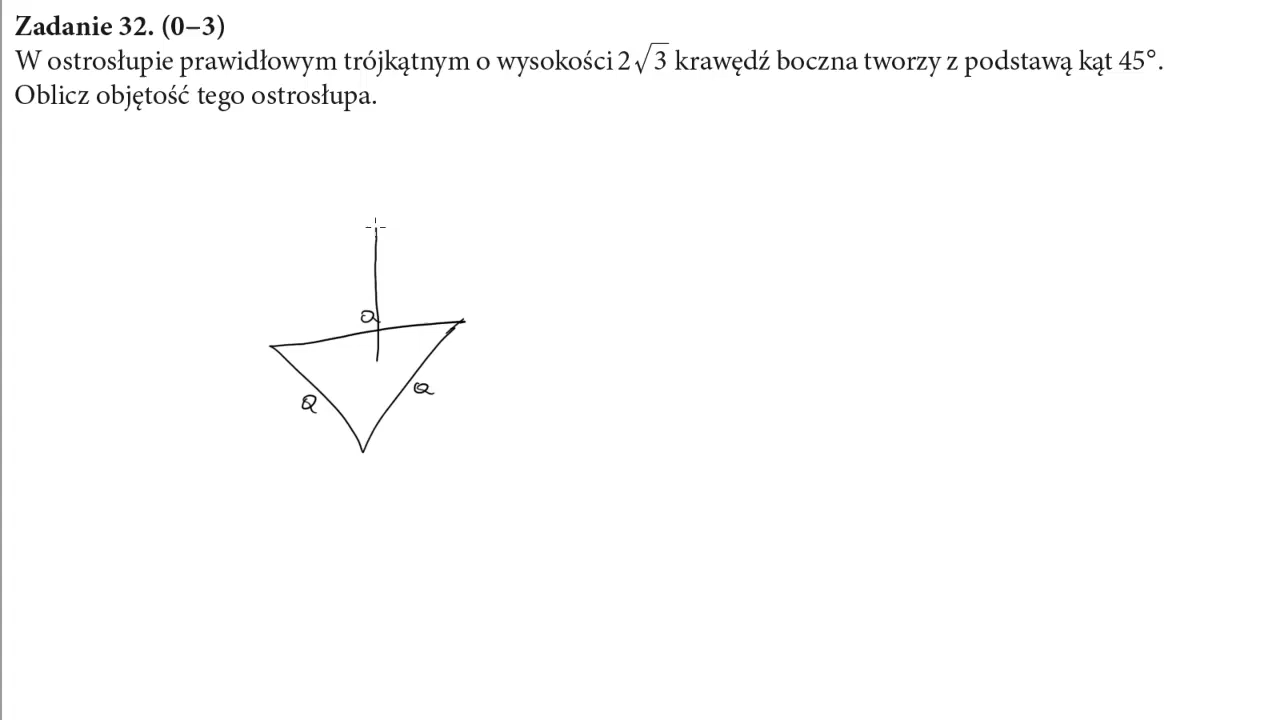 Zadanie 32. (0–3)
W ostrosłupie prawidłowym trójkątnym o wysokości 2√3 krawędź boczna tworzy z podstawą kąt 45°.
Oblicz objętość tego ostrosłupa.
a
a
a